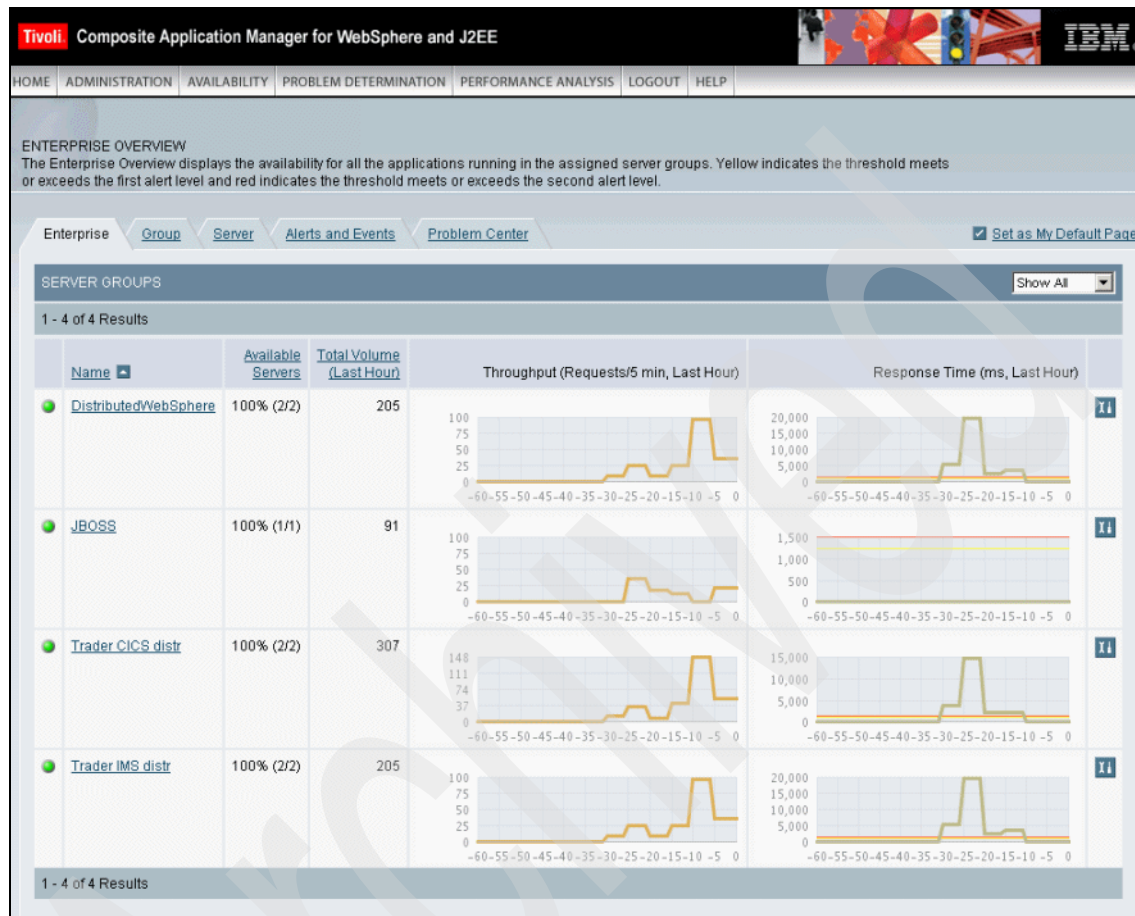 Tivoli. Composite Application Manager for WebSphere and J2EE
IBM.
HOME ADMINISTRATION AVAILABILITY PROBLEM DETERMINATION PERFORMANCE ANALYSIS LOGOUT HELP
ENTERPRISE OVERVIEW
The Enterprise Overview displays the availability for all the applications running in the assigned server groups. Yellow indicates the threshold meets
or exceeds the first alert level and red indicates the threshold meets or exceeds the second alert level.
Enterprise Group Server Alerts and Events Problem Center Set as My Default Page
SERVER GROUPS Show All
1 - 4 of 4 Results
Name Available Servers Total Volume (Last Hour) Throughput (Requests/5 min, Last Hour) Response Time (ms, Last Hour)
DistributedWebSphere 100% (2/2) 205
100
75
50
25
0
-60-55-50-45-40-35-30-25-20-15-10 -5 0
20,000
15,000
10,000
5,000
0
-60-55-50-45-40-35-30-25-20-15-10 -5 0
JBOSS 100% (1/1) 91
100
75
50
25
0
-60-55-50-45-40-35-30-25-20-15-10 -5 0
1,500
1,000
500
0
-60-55-50-45-40-35-30-25-20-15-10 -5 0
Trader CICS distr 100% (2/2) 307
148
111
74
37
0
-60-55-50-45-40-35-30-25-20-15-10 -5 0
15,000
10,000
5,000
0
-60-55-50-45-40-35-30-25-20-15-10 -5 0
Trader IMS distr 100% (2/2) 205
100
75
50
25
0
-60-55-50-45-40-35-30-25-20-15-10 -5 0
20,000
15,000
10,000
5,000
0
-60-55-50-45-40-35-30-25-20-15-10 -5 0
1 - 4 of 4 Results